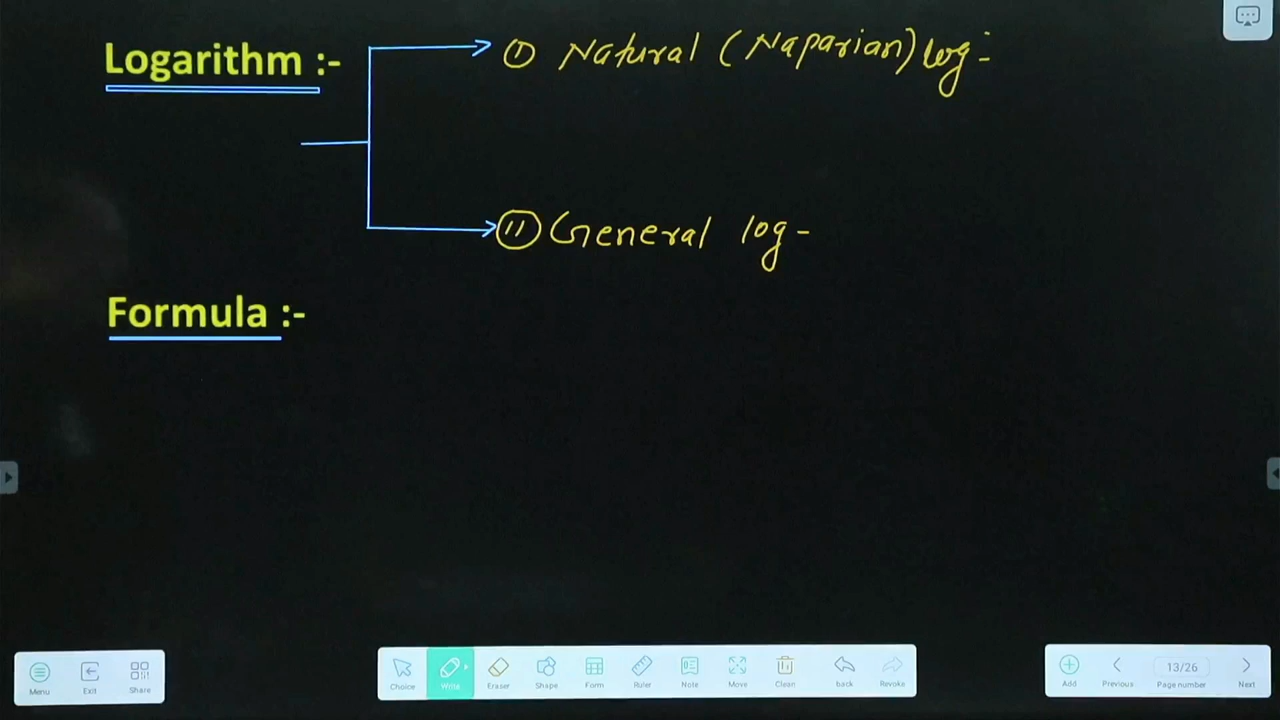 Logarithm :-
① Natural (Naparian) log :-
⑪ General log -
Formula :-
Menu Exit Share
Choice Write Eraser Shape Form Ruler Note Move Clean back Revoke
Add Previous 13/26 Page number Next